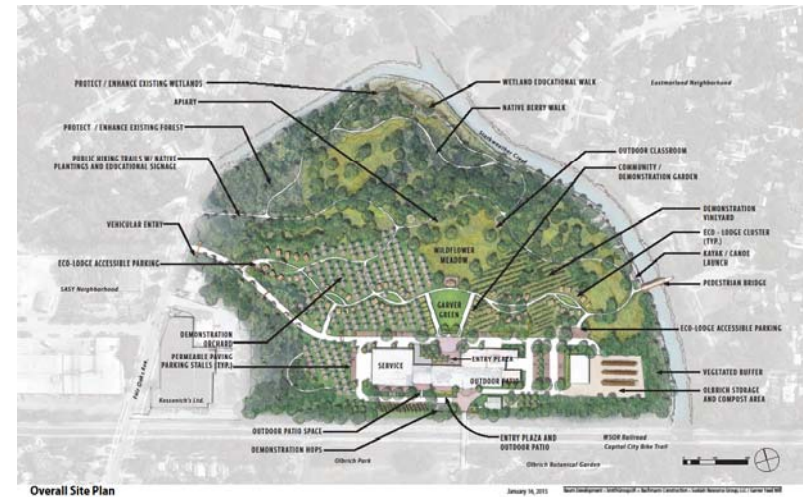 PROTECT / ENHANCE EXISTING WETLANDS
APIARY
PROTECT / ENHANCE EXISTING FOREST
PUBLIC HIKING TRAILS W/ NATIVE
PLANTINGS AND EDUCATIONAL SIGNAGE
VEHICULAR ENTRY
ECO-LODGE ACCESSIBLE PARKING
SASY Neighborhood
DEMONSTRATION
ORCHARD
PERMEABLE PAVING
PARKING STALLS (TYP.)
Fair Oaks Ave.
Kessenich's Ltd.
OUTDOOR PATIO SPACE
DEMONSTRATION HOPS
Olbrich Park
WETLAND EDUCATIONAL WALK
NATIVE BERRY WALK
Eastmorland Neighborhood
Starkweather Creek
OUTDOOR CLASSROOM
COMMUNITY /
DEMONSTRATION GARDEN
DEMONSTRATION
VINEYARD
ECO - LODGE CLUSTER
(TYP.)
KAYAK / CANOE
LAUNCH
PEDESTRIAN BRIDGE
ECO-LODGE ACCESSIBLE PARKING
WILDFLOWER
MEADOW
GARVER
GREEN
SERVICE
ENTRY PLAZA
OUTDOOR PATIO
VEGETATED BUFFER
OLBRICH STORAGE
AND COMPOST AREA
ENTRY PLAZA AND
OUTDOOR PATIO
WSOR Railroad
Capital City Bike Trail
Olbrich Botanical Garden
Overall Site Plan
January 16, 2015